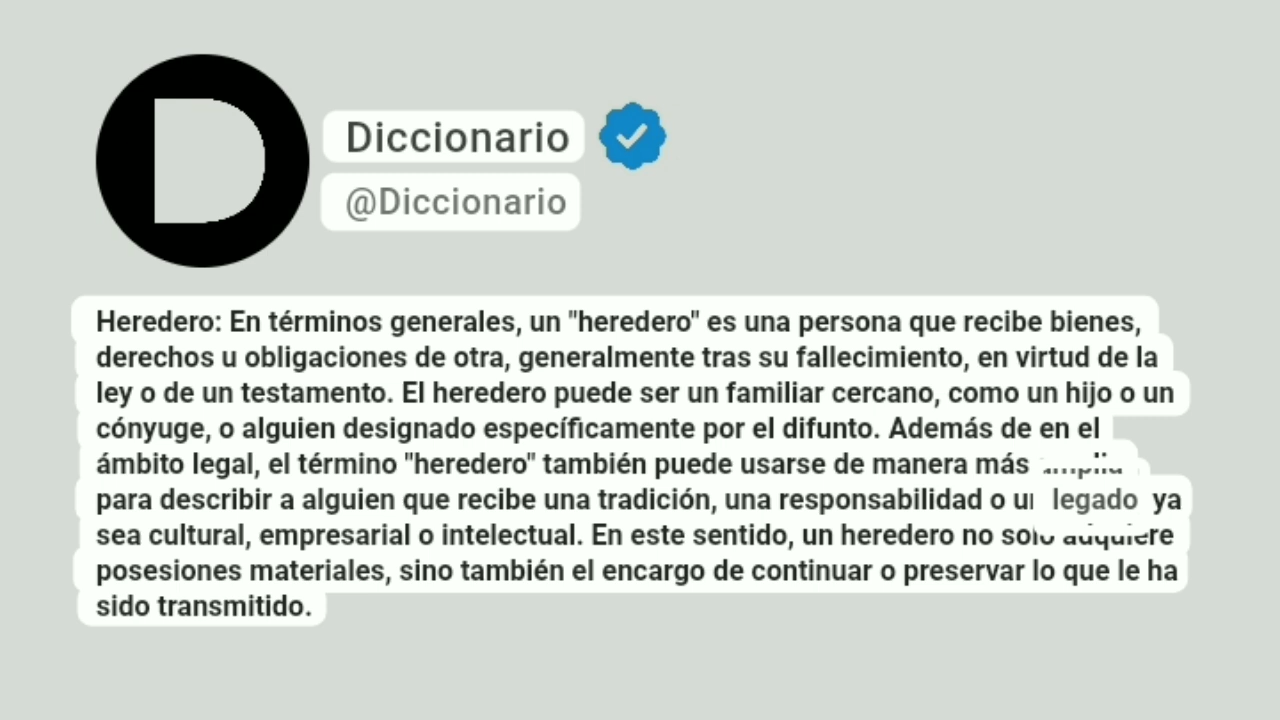 D
Diccionario
@Diccionario
Heredero: En términos generales, un "heredero" es una persona que recibe bienes,
derechos u obligaciones de otra, generalmente tras su fallecimiento, en virtud de la
ley o de un testamento. El heredero puede ser un familiar cercano, como un hijo o un
cónyuge, o alguien designado específicamente por el difunto. Además de en el
ámbito legal, el término "heredero" también puede usarse de manera más
para describir a alguien que recibe una tradición, una responsabilidad o legado ya
sea cultural, empresarial o intelectual. En este sentido, un heredero no solo adquiere
posesiones materiales, sino también el encargo de continuar o preservar lo que le ha
sido transmitido.